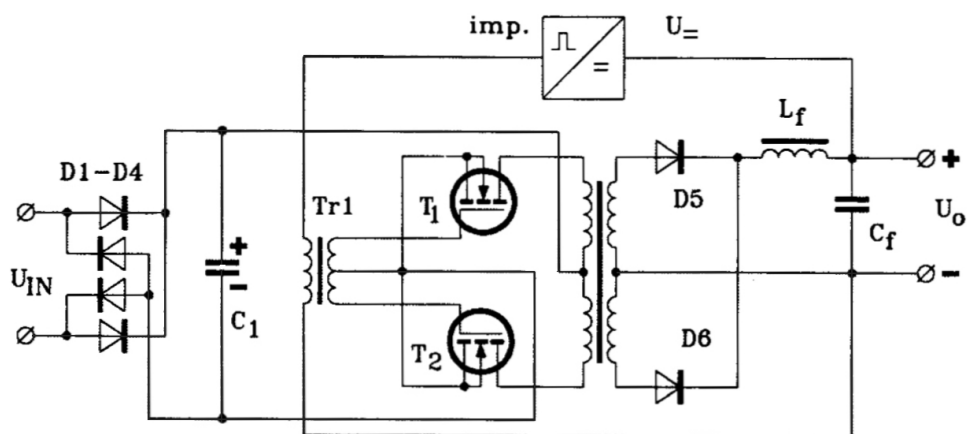 imp.
U=
=
Lf
D1-D4
Tr1
T1
D5
+
Uo
Cf
UIN
+
-
C1
-
T2
D6